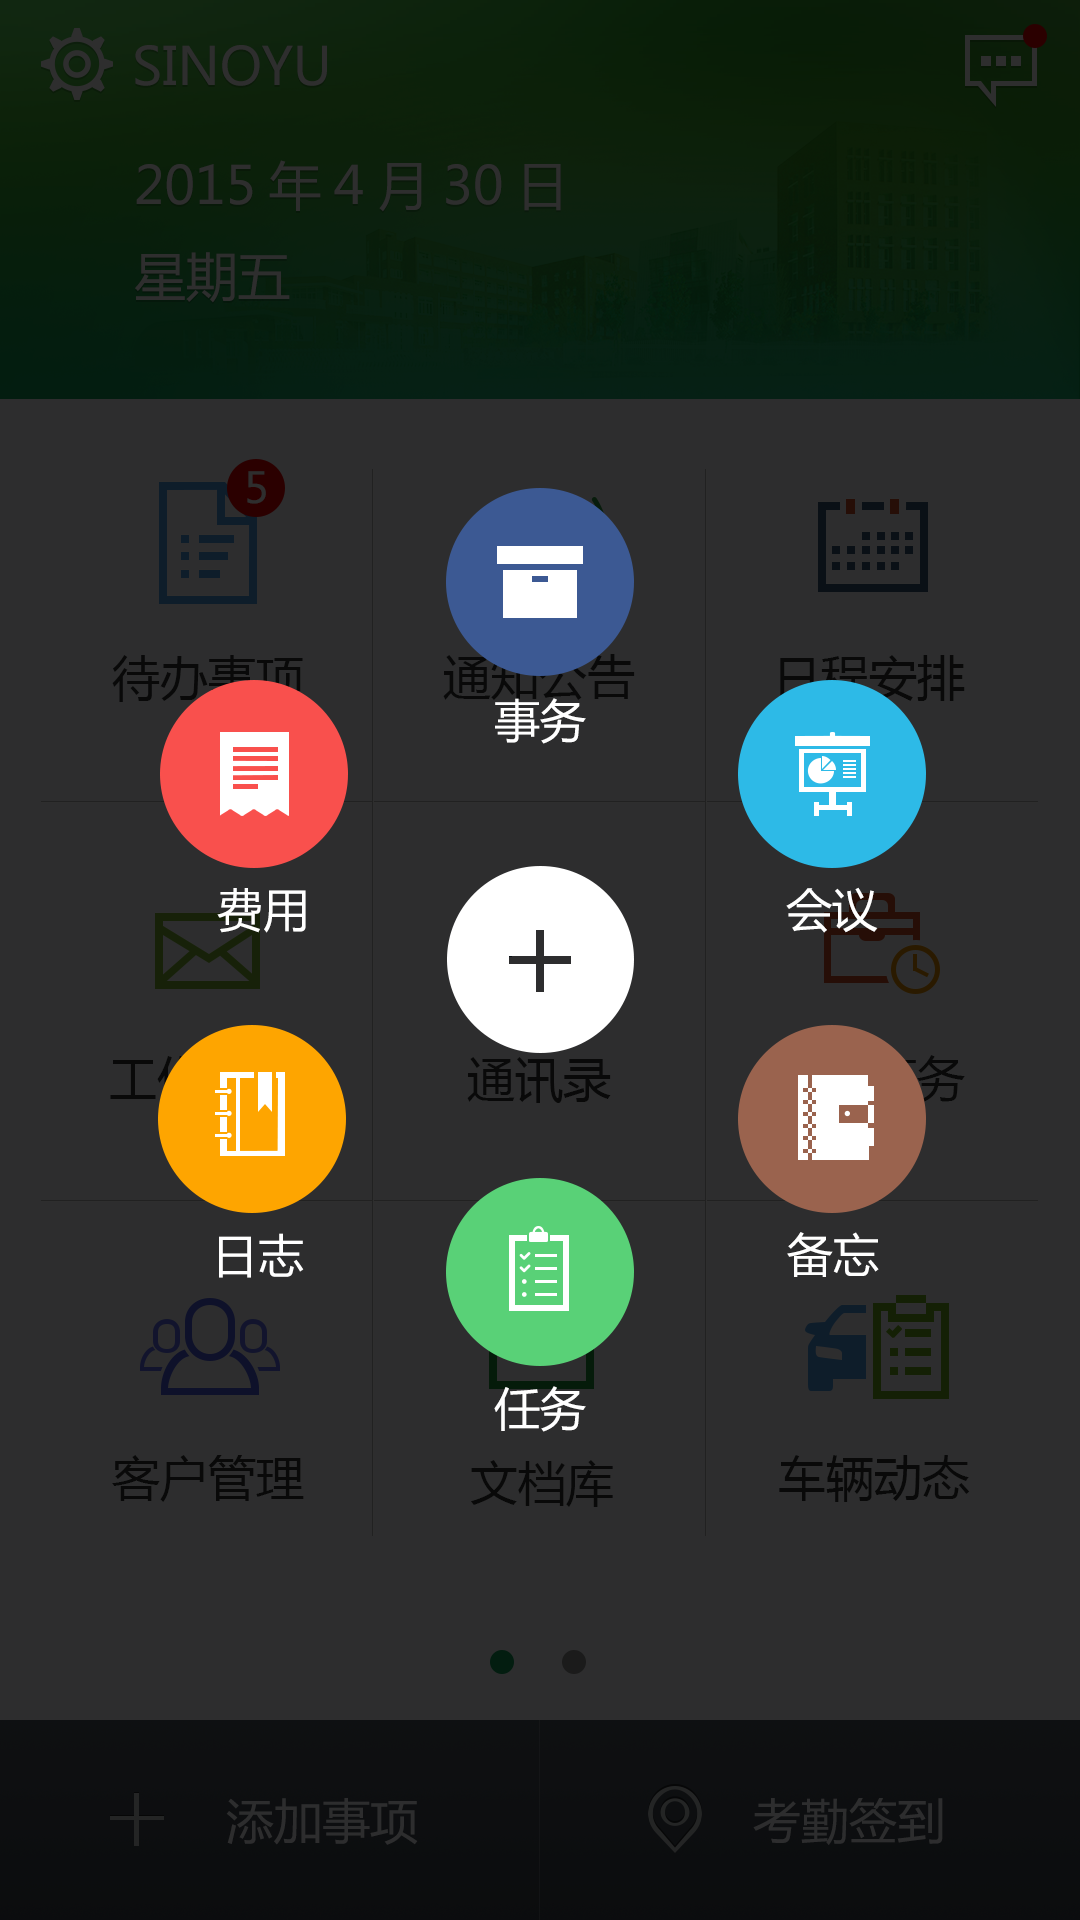 SINOYU
2015 年 4 月 30 日
星期五
5
待办事项
通知公告
日程安排
事务
费用
会议
工
通讯录
务
日志
备忘
任务
客户管理
文档库
车辆动态
添加事项
考勤签到